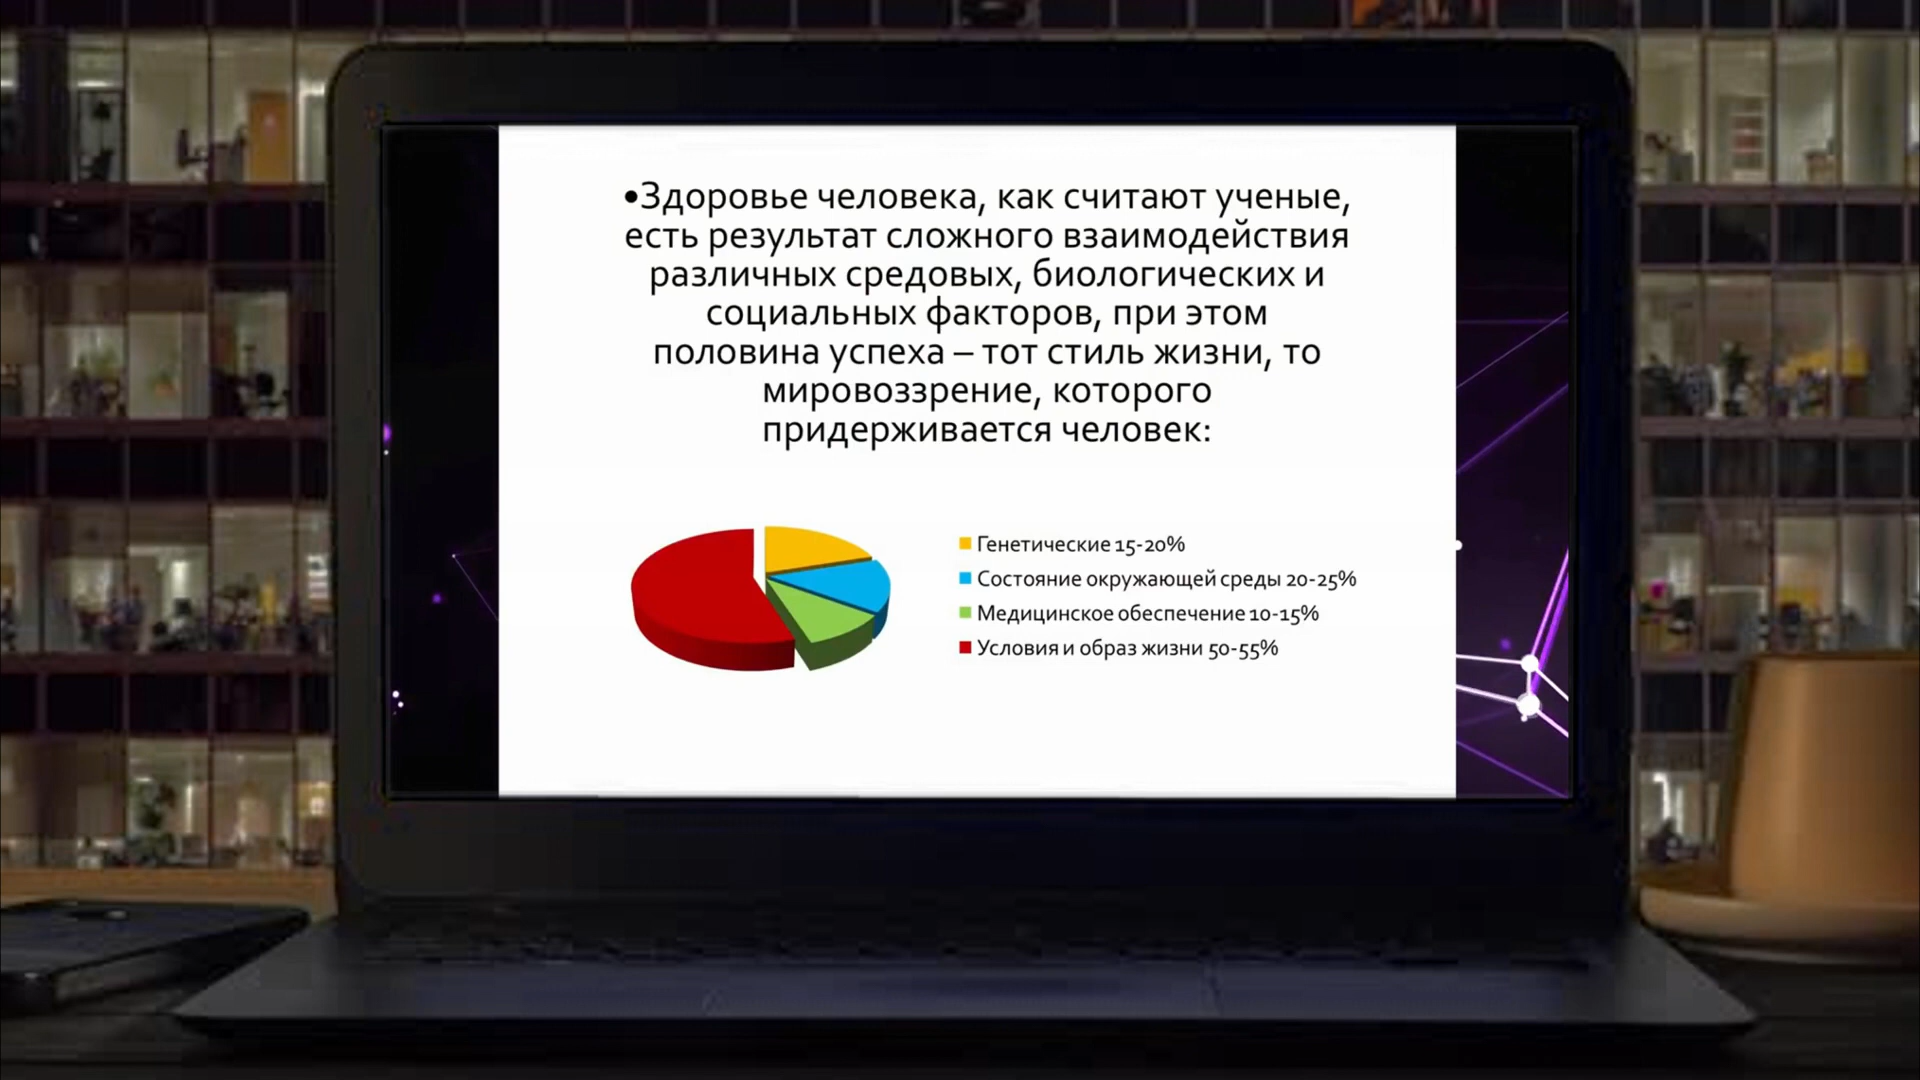 •Здоровье человека, как считают ученые,
есть результат сложного взаимодействия
различных средовых, биологических и
социальных факторов, при этом
половина успеха – тот стиль жизни, то
мировоззрение, которого
придерживается человек:
Генетические 15-20%
Состояние окружающей среды 20-25%
Медицинское обеспечение 10-15%
Условия и образ жизни 50-55%